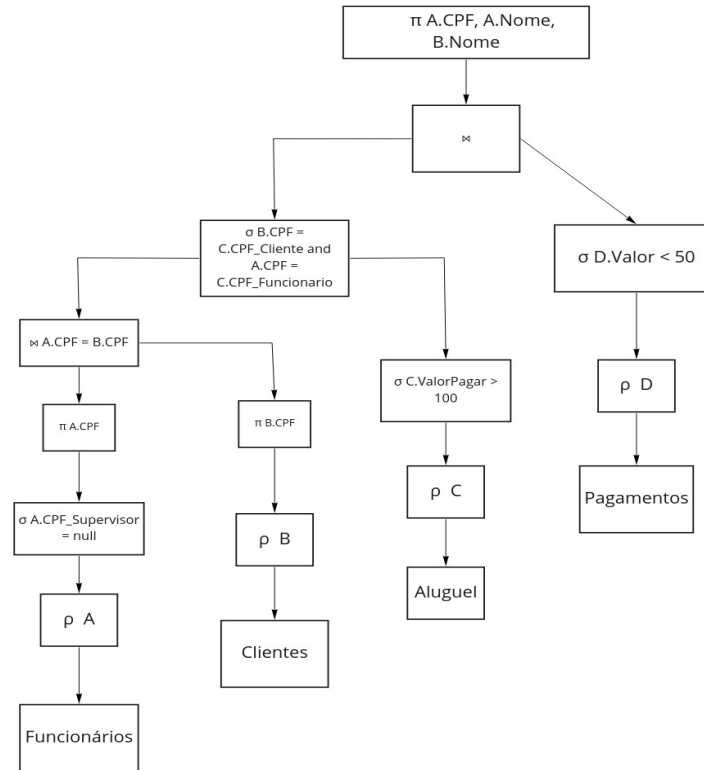 π A.CPF, A.Nome,
B.Nome
⋈
σ B.CPF =
C.CPF_Cliente and
A.CPF =
C.CPF_Funcionario
σ D.Valor < 50
⋈ A.CPF = B.CPF
σ C.ValorPagar >
100
ρ D
π A.CPF
π B.CPF
ρ C
Pagamentos
σ A.CPF_Supervisor
= null
ρ B
Aluguel
ρ A
Clientes
Funcionários